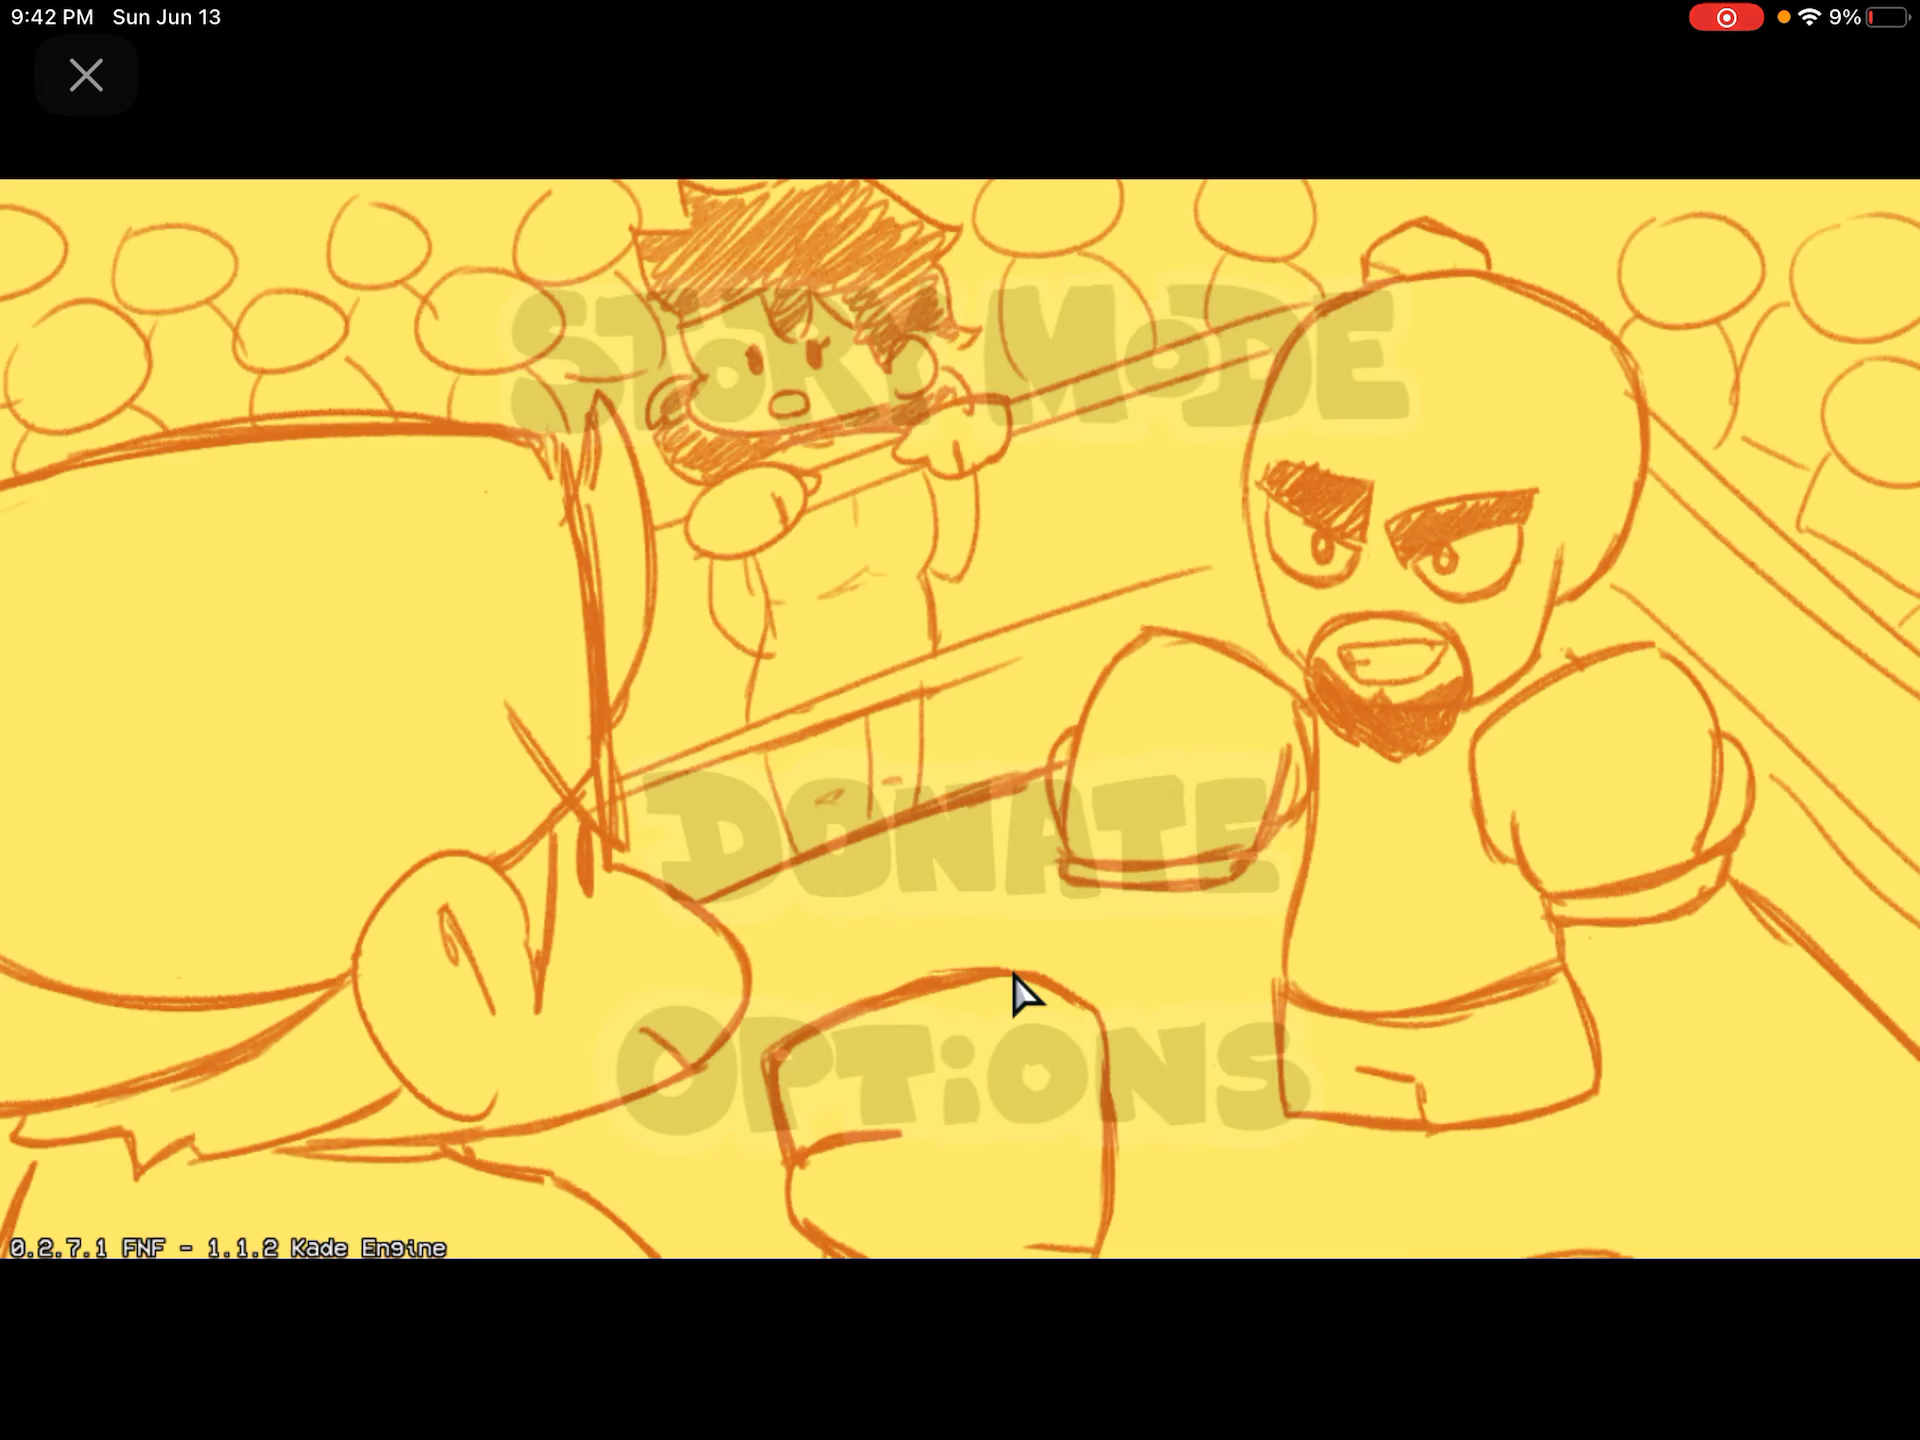 9:42 PM Sun Jun 13
9%
STORY MODE
DONATE
OPTiONS
0.2.7.1 FNF - 1.1.2 Kade Engine